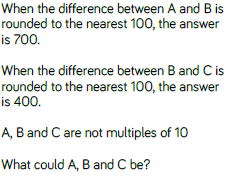 When the difference between A and B is
rounded to the nearest 100, the answer
is 700.
When the difference between B and C is
rounded to the nearest 100, the answer
is 400.
A, B and C are not multiples of 10
What could A, B and C be?